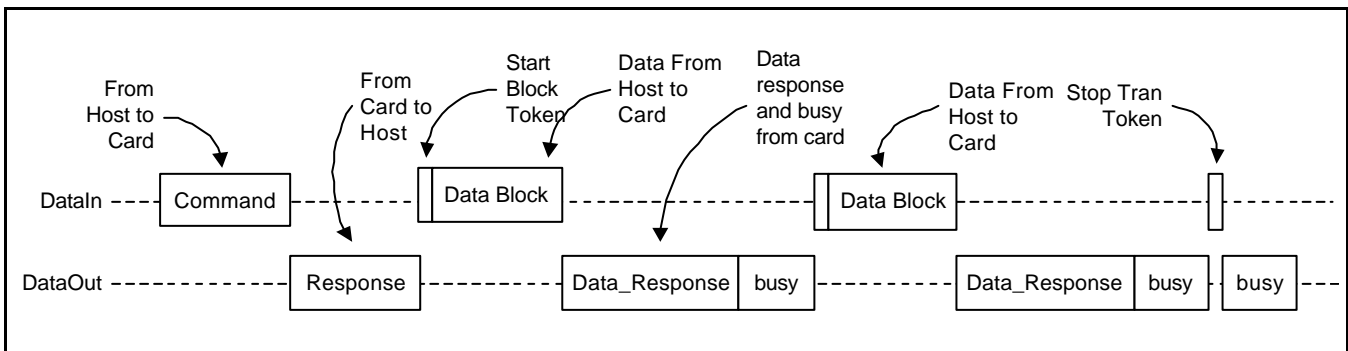 From
Host to
Card
From
Card to
Host
Start
Block
Token
Data From
Host to
Card
Data
response
and busy
from card
Data From
Host to
Card
Stop Tran
Token
DataIn
Command
Data Block
Data Block
DataOut
Response
Data_Response
busy
Data_Response
busy
busy